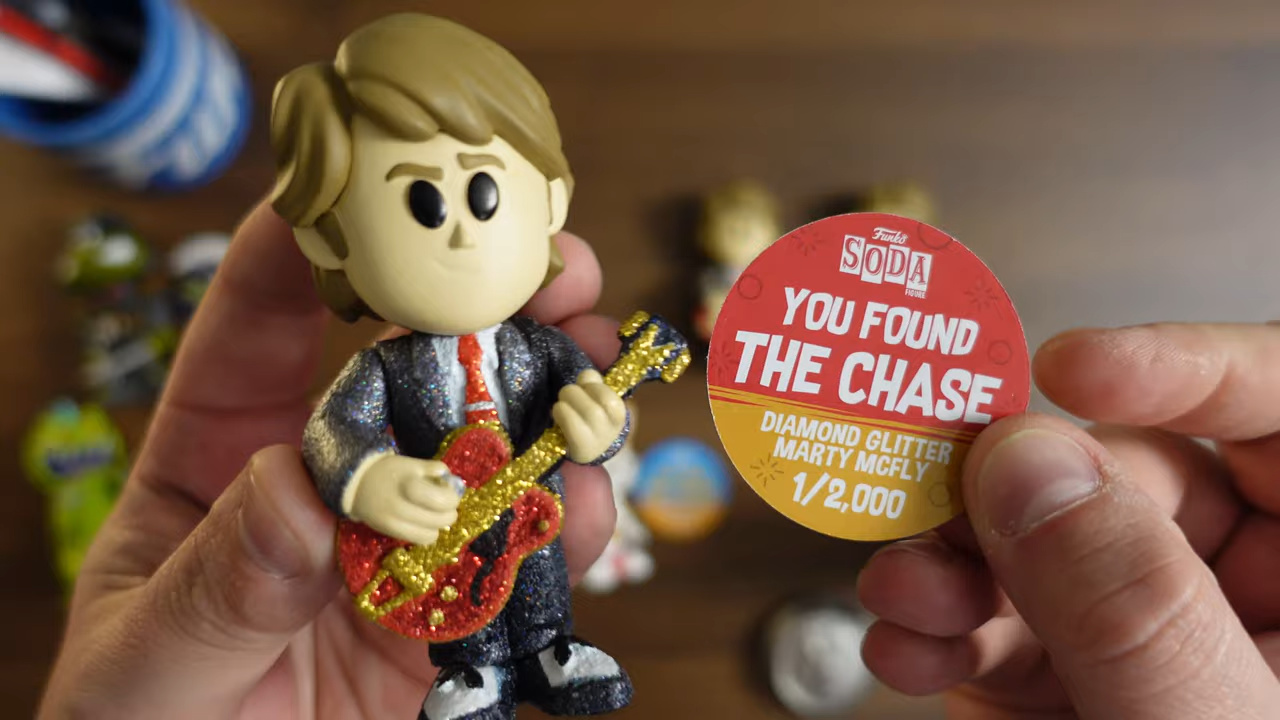 Funko
SODA
FIGURE
YOU FOUND
THE CHASE
DIAMOND GLITTER
MARTY MCFLY
1/2,000